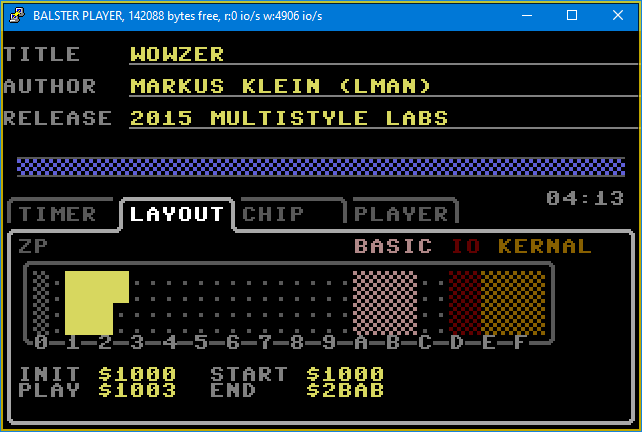 BALSTER PLAYER, 142088 bytes free, r:0 io/s w:4906 io/s
TITLE WOWZER
AUTHOR MARKUS KLEIN (LMAN)
RELEASE 2015 MULTISTYLE LABS
04:13
TIMER LAYOUT CHIP PLAYER
ZP BASIC IO KERNAL
0 1 2 3 4 5 6 7 8 9 A B C D E F
INIT $1000 START $1000
PLAY $1003 END $2BAB